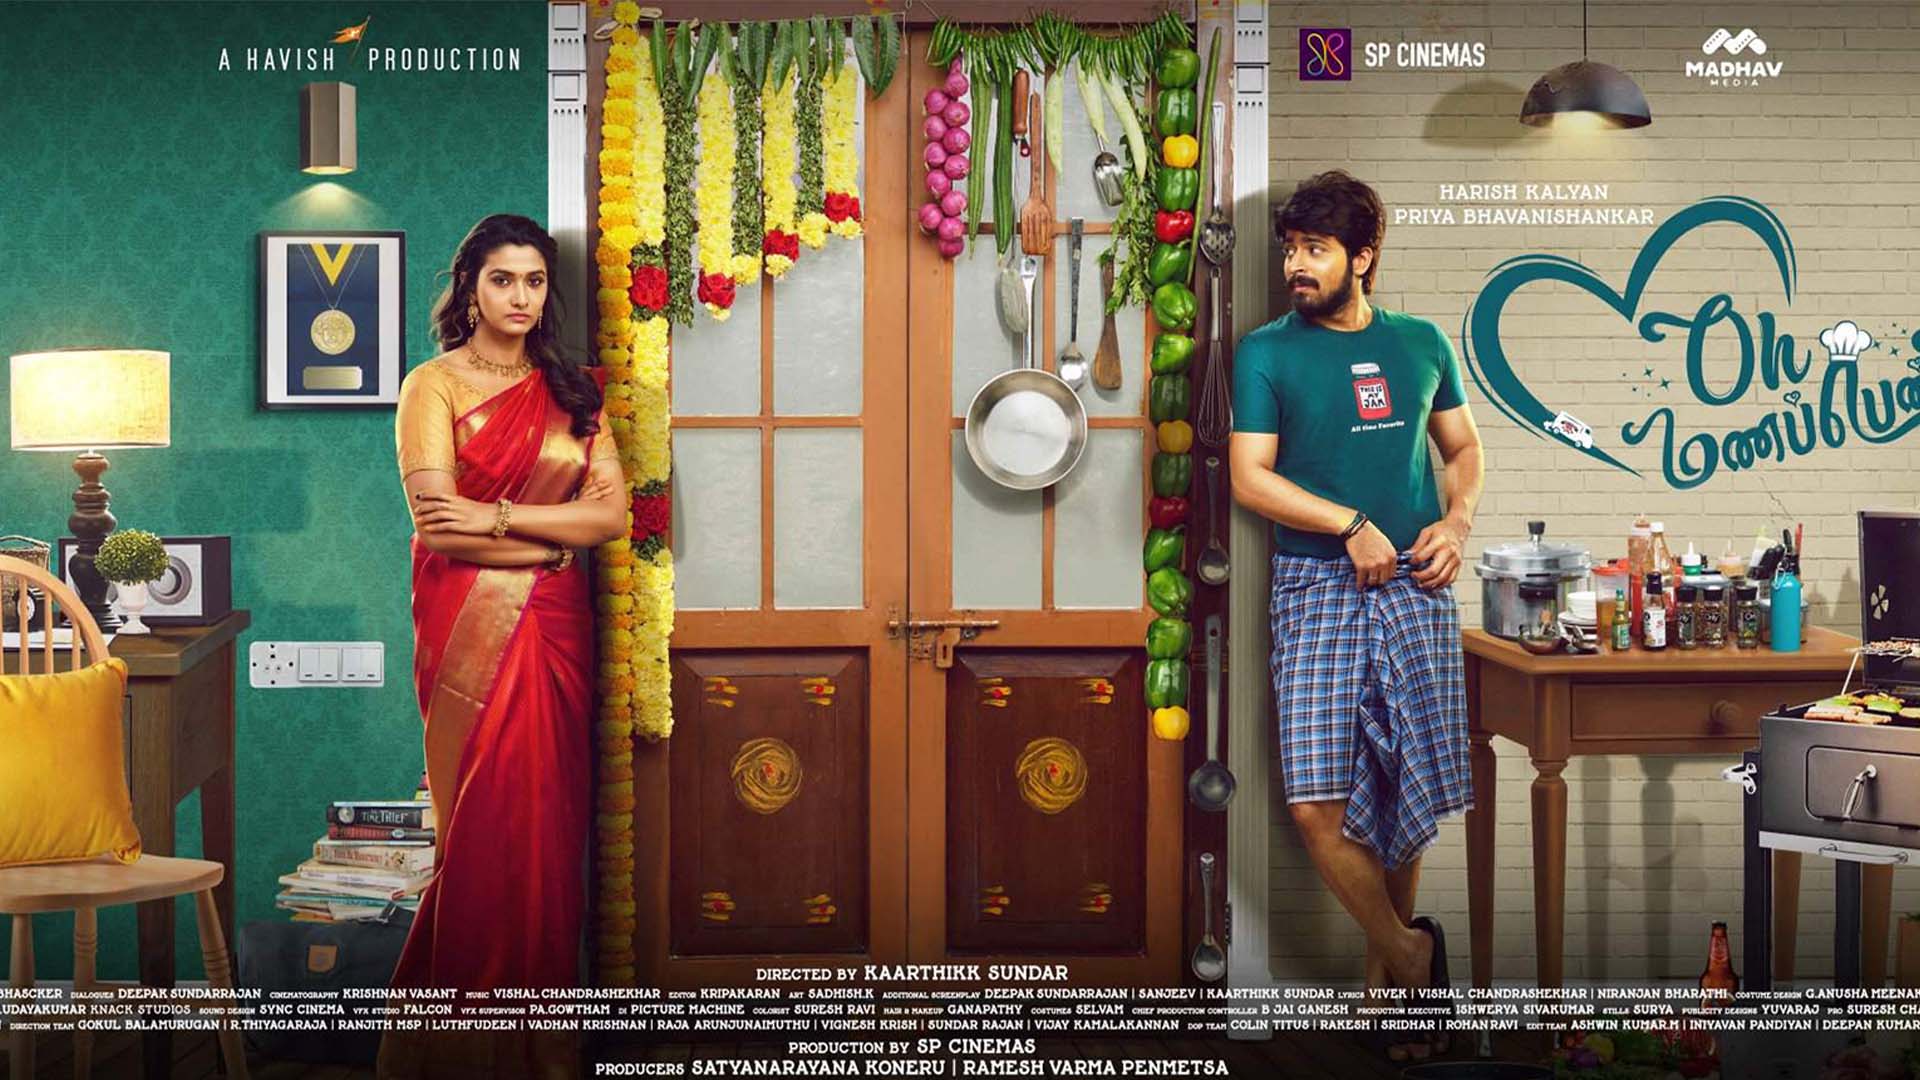 A HAVISH PRODUCTION
SP CINEMAS
MADHAV
MEDIA
HARISH KALYAN
PRIYA BHAVANISHANKAR
Oh
THIS IS
MY
JAM
All time Favorite
TIME THIEF
DIRECTED BY KAARTHIKK SUNDAR
DIALOGUES DEEPAK SUNDARRAJAN CINEMATOGRAPHY KRISHNAN VASANT MUSIC VISHAL CHANDRASHEKHAR EDITOR KRIPAKARAN ART SADHISH.K ADDITIONAL SCREENPLAY DEEPAK SUNDARRAJAN | SANJEEV | KAARTHIKK SUNDAR LYRICS VIVEK | VISHAL CHANDRASHEKHAR | NIRANJAN BHARATHI COSTUME DESIGN G.ANUSHA
KNACK STUDIOS SOUND DESIGN SYNC CINEMA VFX STUDIO FALCON VFX SUPERVISOR PA.GOWTHAM DI PICTURE MACHINE COLORIST SURESH RAVI HAIR & MAKEUP GANAPATHY COSTUMES SELVAM CHIEF PRODUCTION CONTROLLER B JAI GANESH PRODUCTION EXECUTIVE ISHWERYA SIVAKUMAR STILLS SURYA PUBLICITY DESIGNS YUVARAJ PRO SURESH
DIRECTION TEAM GOKUL BALAMURUGAN | R.THIYAGARAJA | RANJITH MSP | LUTHFUDEEN | VADHAN KRISHNAN | RAJA ARUNJUNAIMUTHU | VIGNESH KRISH | SUNDAR RAJAN | VIJAY KAMALAKANNAN DOP TEAM COLIN TITUS | RAKESH | SRIDHAR | ROHAN RAVI EDIT TEAM ASHWIN KUMAR.M | INIYAVAN PANDIYAN | DEEPAN KUMAR
PRODUCTION BY SP CINEMAS
PRODUCERS SATYANARAYANA KONERU | RAMESH VARMA PENMETSA